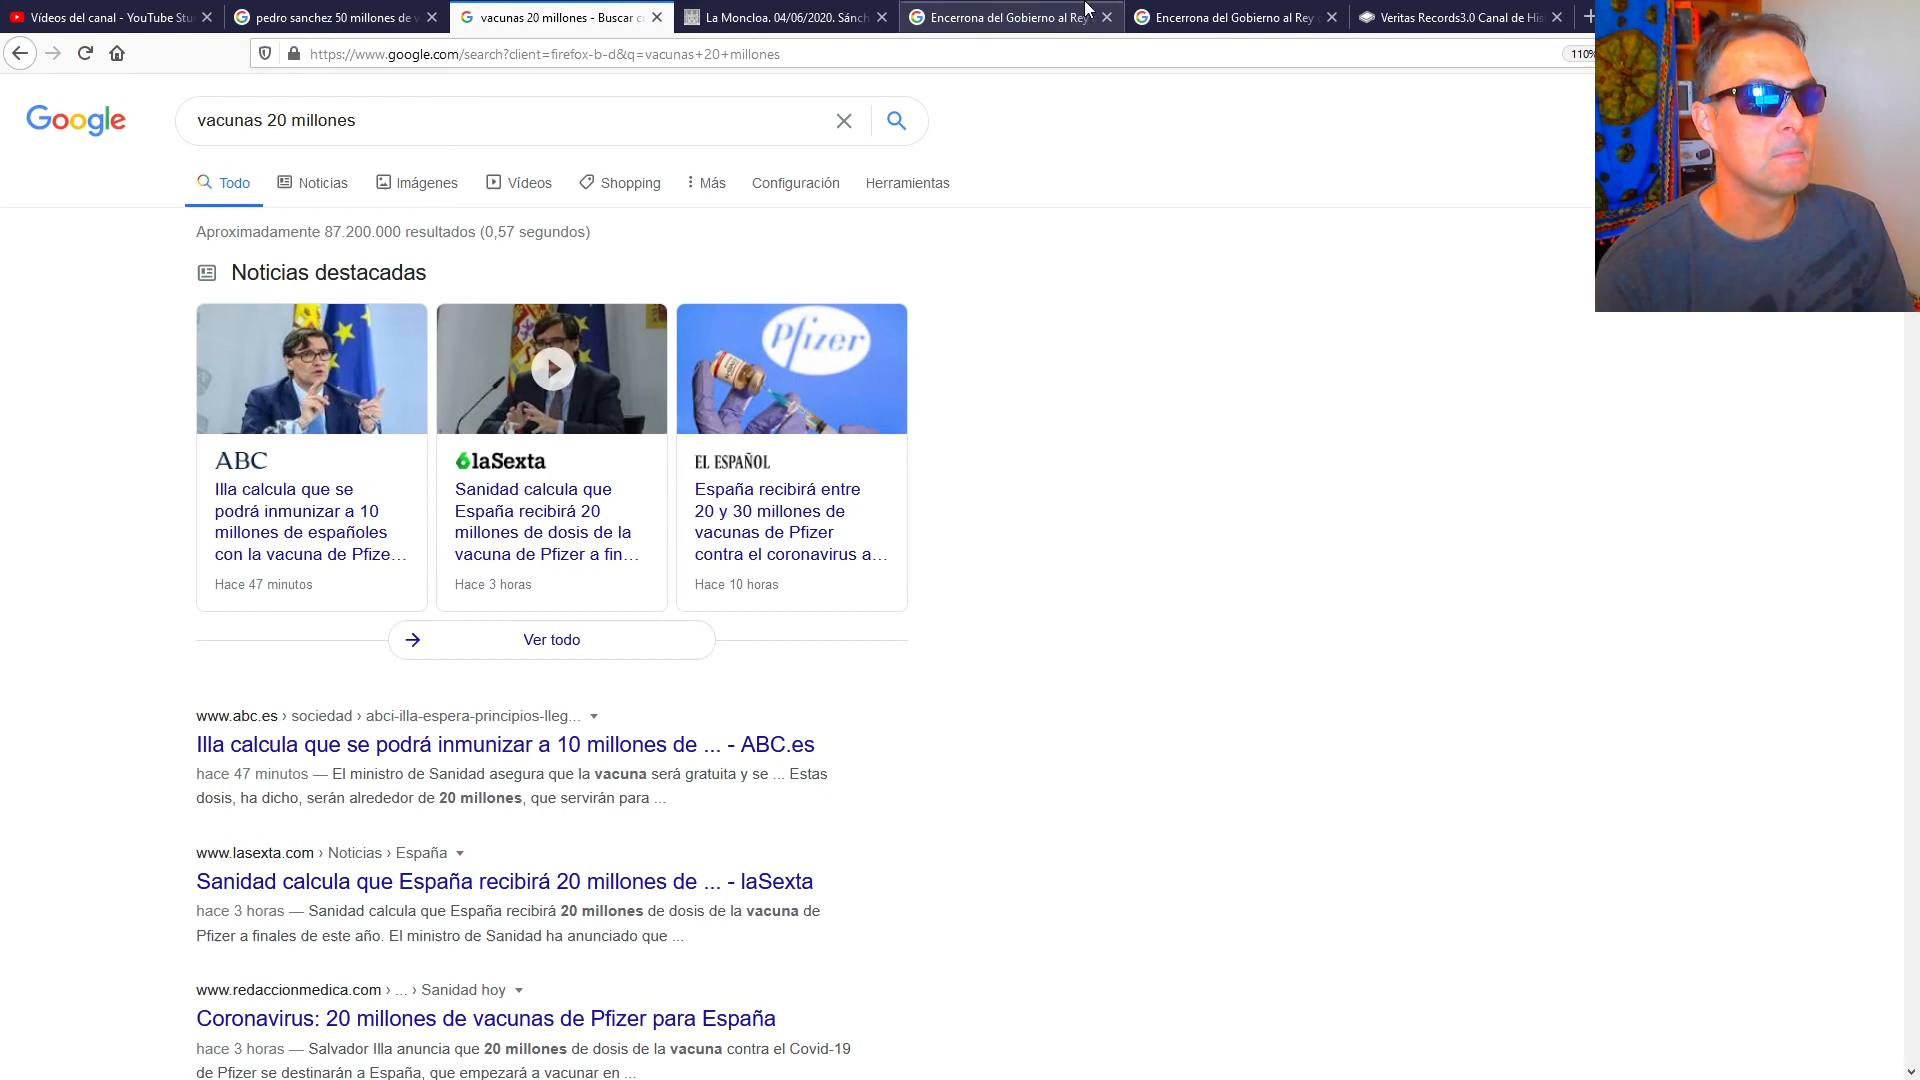 Vídeos del canal - YouTube Stu
pedro sanchez 50 millones de v
vacunas 20 millones - Buscar c
La Moncloa. 04/06/2020. Sánch
Encerrona del Gobierno al Rey
Encerrona del Gobierno al Rey
Veritas Records3.0 Canal de His
https://www.google.com/search?client=firefox-b-d&q=vacunas+20+millones
110%
Google
vacunas 20 millones
Todo
Noticias
Imágenes
Vídeos
Shopping
Más
Configuración
Herramientas
Aproximadamente 87.200.000 resultados (0,57 segundos)
Noticias destacadas
Pfizer
ABC
Illa calcula que se
podrá inmunizar a 10
millones de españoles
con la vacuna de Pfize...
Hace 47 minutos
laSexta
Sanidad calcula que
España recibirá 20
millones de dosis de la
vacuna de Pfizer a fin...
Hace 3 horas
EL ESPAÑOL
España recibirá entre
20 y 30 millones de
vacunas de Pfizer
contra el coronavirus a...
Hace 10 horas
Ver todo
www.abc.es › sociedad › abci-illa-espera-principios-lleg...
Illa calcula que se podrá inmunizar a 10 millones de ... - ABC.es
hace 47 minutos — El ministro de Sanidad asegura que la vacuna será gratuita y se ... Estas
dosis, ha dicho, serán alrededor de 20 millones, que servirán para ...
www.lasexta.com › Noticias › España
Sanidad calcula que España recibirá 20 millones de ... - laSexta
hace 3 horas — Sanidad calcula que España recibirá 20 millones de dosis de la vacuna de
Pfizer a finales de este año. El ministro de Sanidad ha anunciado que ...
www.redaccionmedica.com › ... › Sanidad hoy
Coronavirus: 20 millones de vacunas de Pfizer para España
hace 3 horas — Salvador Illa anuncia que 20 millones de dosis de la vacuna contra el Covid-19
de Pfizer se destinarán a España, que empezará a vacunar en ...